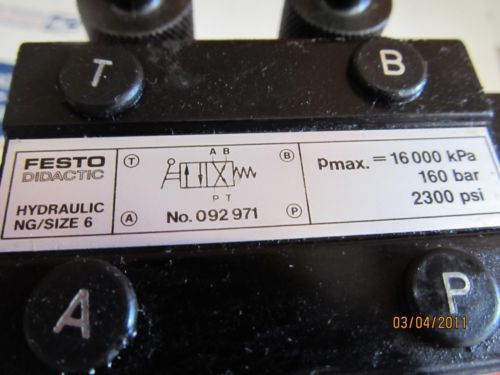 T
B
FESTO
DIDACTIC
HYDRAULIC
NG/SIZE 6
T
A B
B
P T
A
No. 092 971
P
pmax. = 16 000 kPa
160 bar
2300 psi
A
P
03/04/2011